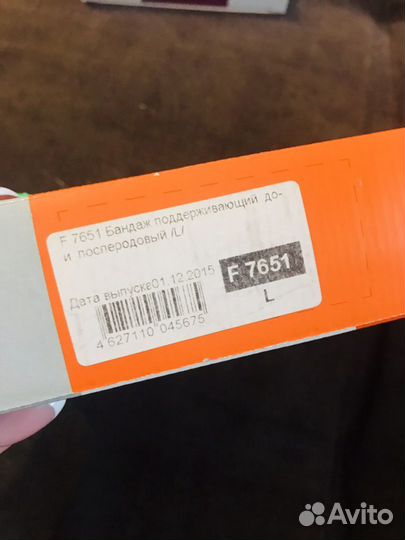 F 7651 Бандаж поддерживающий до-
и послеродовый /L/
Дата выпуска01.12.2015
F 7651
L
4 627110 045675
Avito